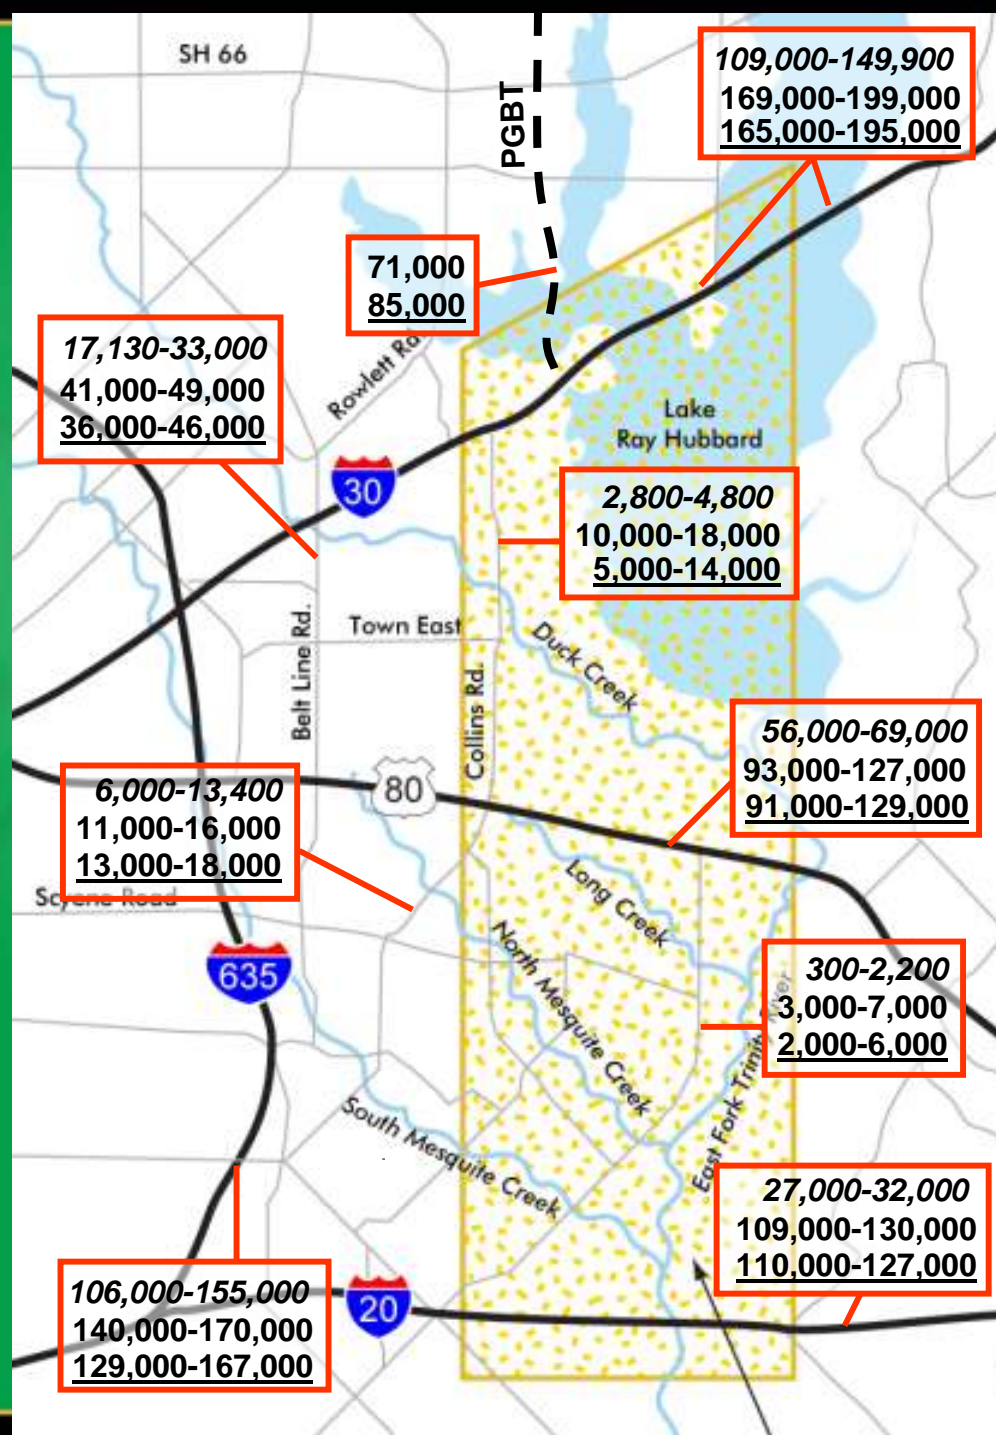 SH 66
PGBT
109,000-149,900
169,000-199,000
165,000-195,000
71,000
85,000
17,130-33,000
41,000-49,000
36,000-46,000
Rowlett Rd.
Lake
Ray Hubbard
30
2,800-4,800
10,000-18,000
5,000-14,000
Belt Line Rd.
Town East
Collins Rd.
Duck Creek
56,000-69,000
93,000-127,000
91,000-129,000
6,000-13,400
11,000-16,000
13,000-18,000
80
Scyene Road
Long Creek
635
North Mesquite Creek
300-2,200
3,000-7,000
2,000-6,000
East Fork Trinity River
South Mesquite Creek
27,000-32,000
109,000-130,000
110,000-127,000
106,000-155,000
140,000-170,000
129,000-167,000
20